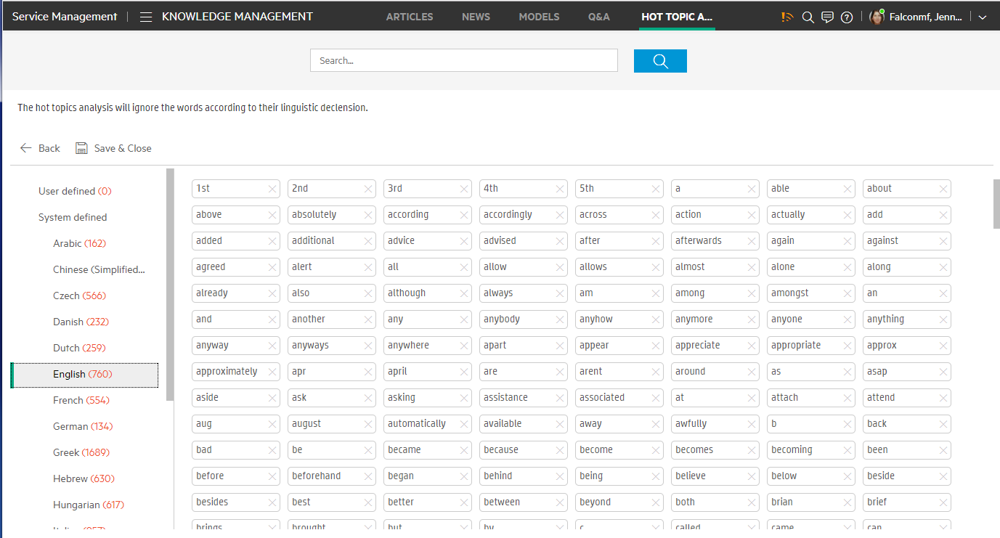 Service Management KNOWLEDGE MANAGEMENT ARTICLES NEWS MODELS Q&A HOT TOPIC A... Falconmf, Jenn...
Search...
The hot topics analysis will ignore the words according to their linguistic declension.
Back Save & Close
User defined (0)
System defined
Arabic (162)
Chinese (Simplified...
Czech (566)
Danish (232)
Dutch (259)
English (760)
French (554)
German (134)
Greek (1689)
Hebrew (630)
Hungarian (617)
1st 2nd 3rd 4th 5th a able about
above absolutely according accordingly across action actually add
added additional advice advised after afterwards again against
agreed alert all allow allows almost alone along
already also although always am among amongst an
and another any anybody anyhow anymore anyone anything
anyway anyways anywhere apart appear appreciate appropriate approx
approximately apr april are arent around as asap
aside ask asking assistance associated at attach attend
aug august automatically available away awfully b back
bad be became because become becomes becoming been
before beforehand began behind being believe below beside
besides best better between beyond both brian brief
brings brought but by c called came can